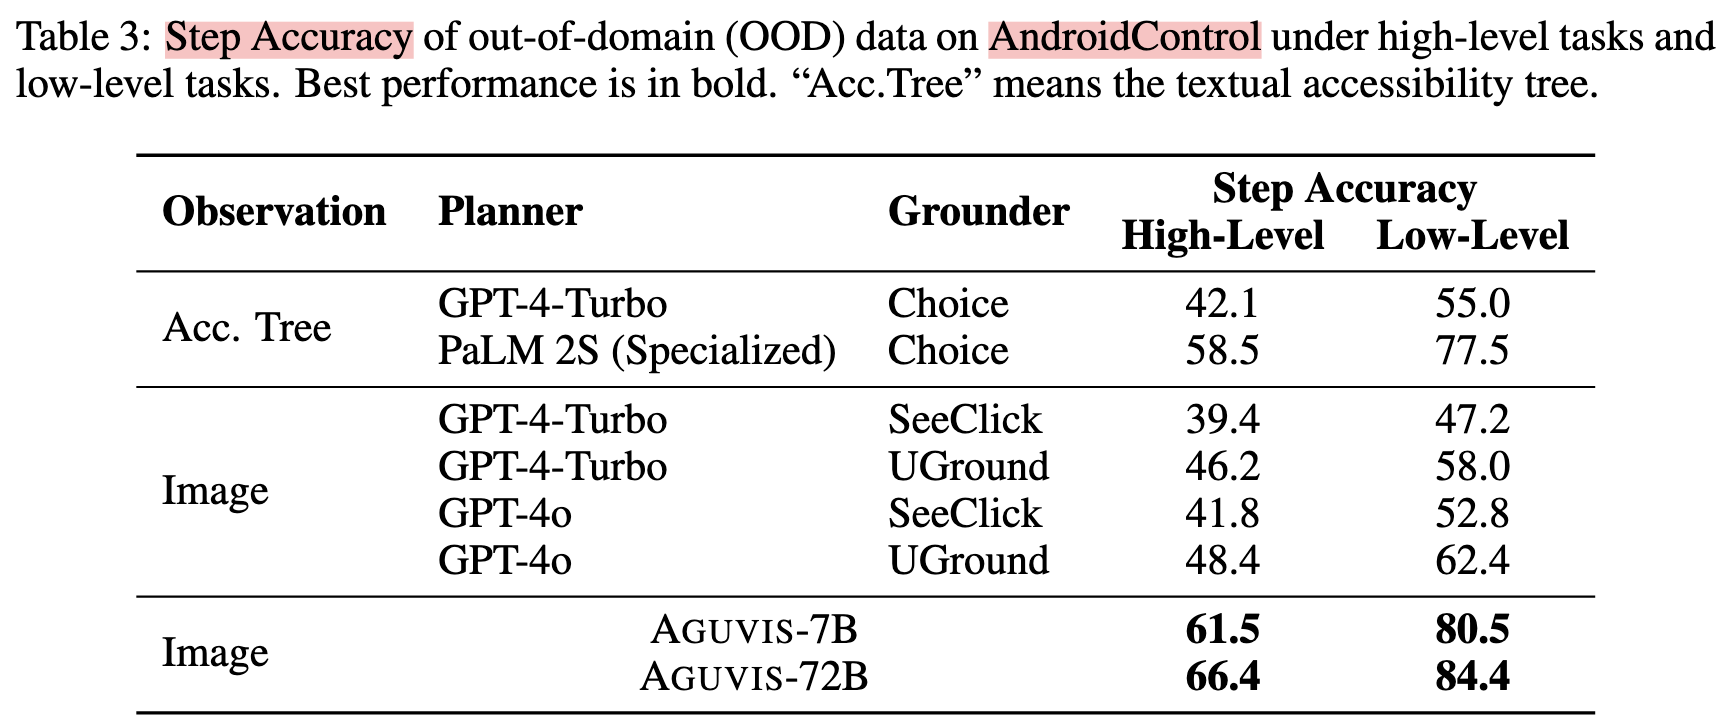 Table 3: Step Accuracy of out-of-domain (OOD) data on AndroidControl under high-level tasks and
low-level tasks. Best performance is in bold. “Acc.Tree” means the textual accessibility tree.
Observation Planner Grounder Step Accuracy
High-Level Low-Level
Acc. Tree
GPT-4-Turbo Choice 42.1 55.0
PaLM 2S (Specialized) Choice 58.5 77.5
Image
GPT-4-Turbo SeeClick 39.4 47.2
GPT-4-Turbo UGround 46.2 58.0
GPT-4o SeeClick 41.8 52.8
GPT-4o UGround 48.4 62.4
Image
AGUVIS-7B 61.5 80.5
AGUVIS-72B 66.4 84.4